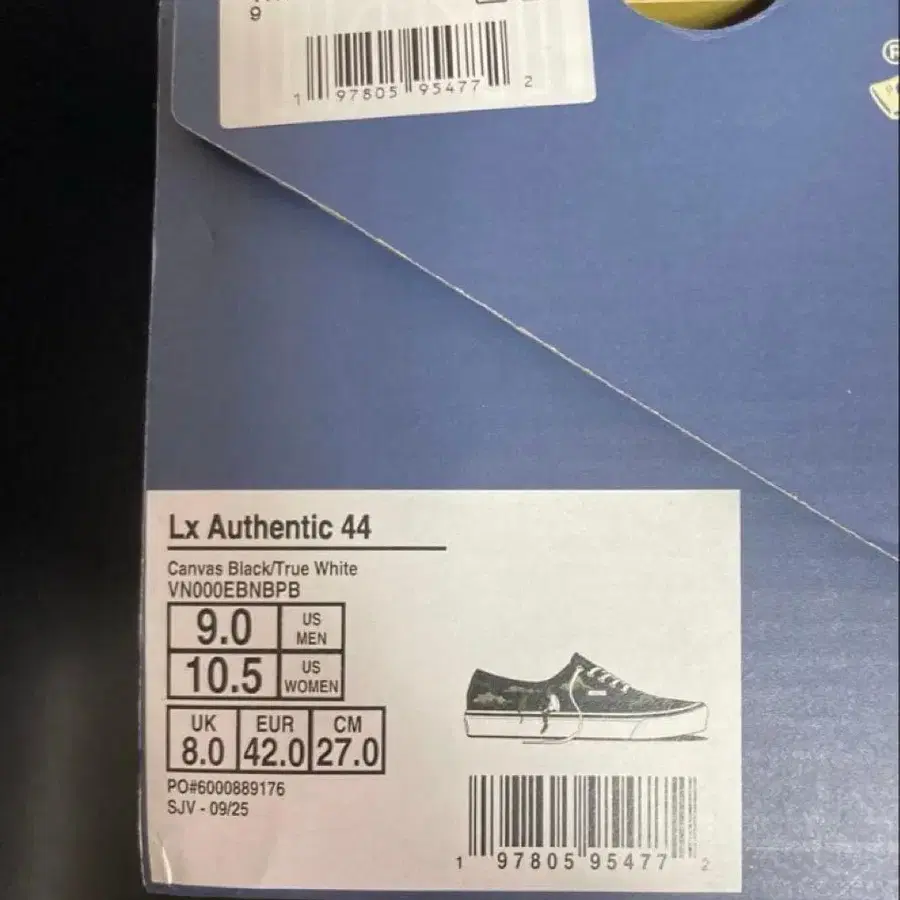 9
1 97805 95477 2
®
Lx Authentic 44
Canvas Black/True White
VN000EBNBPB
9.0 US MEN
10.5 US WOMEN
UK EUR CM
8.0 42.0 27.0
PO#6000889176
SJV - 09/25
1 97805 95477 2